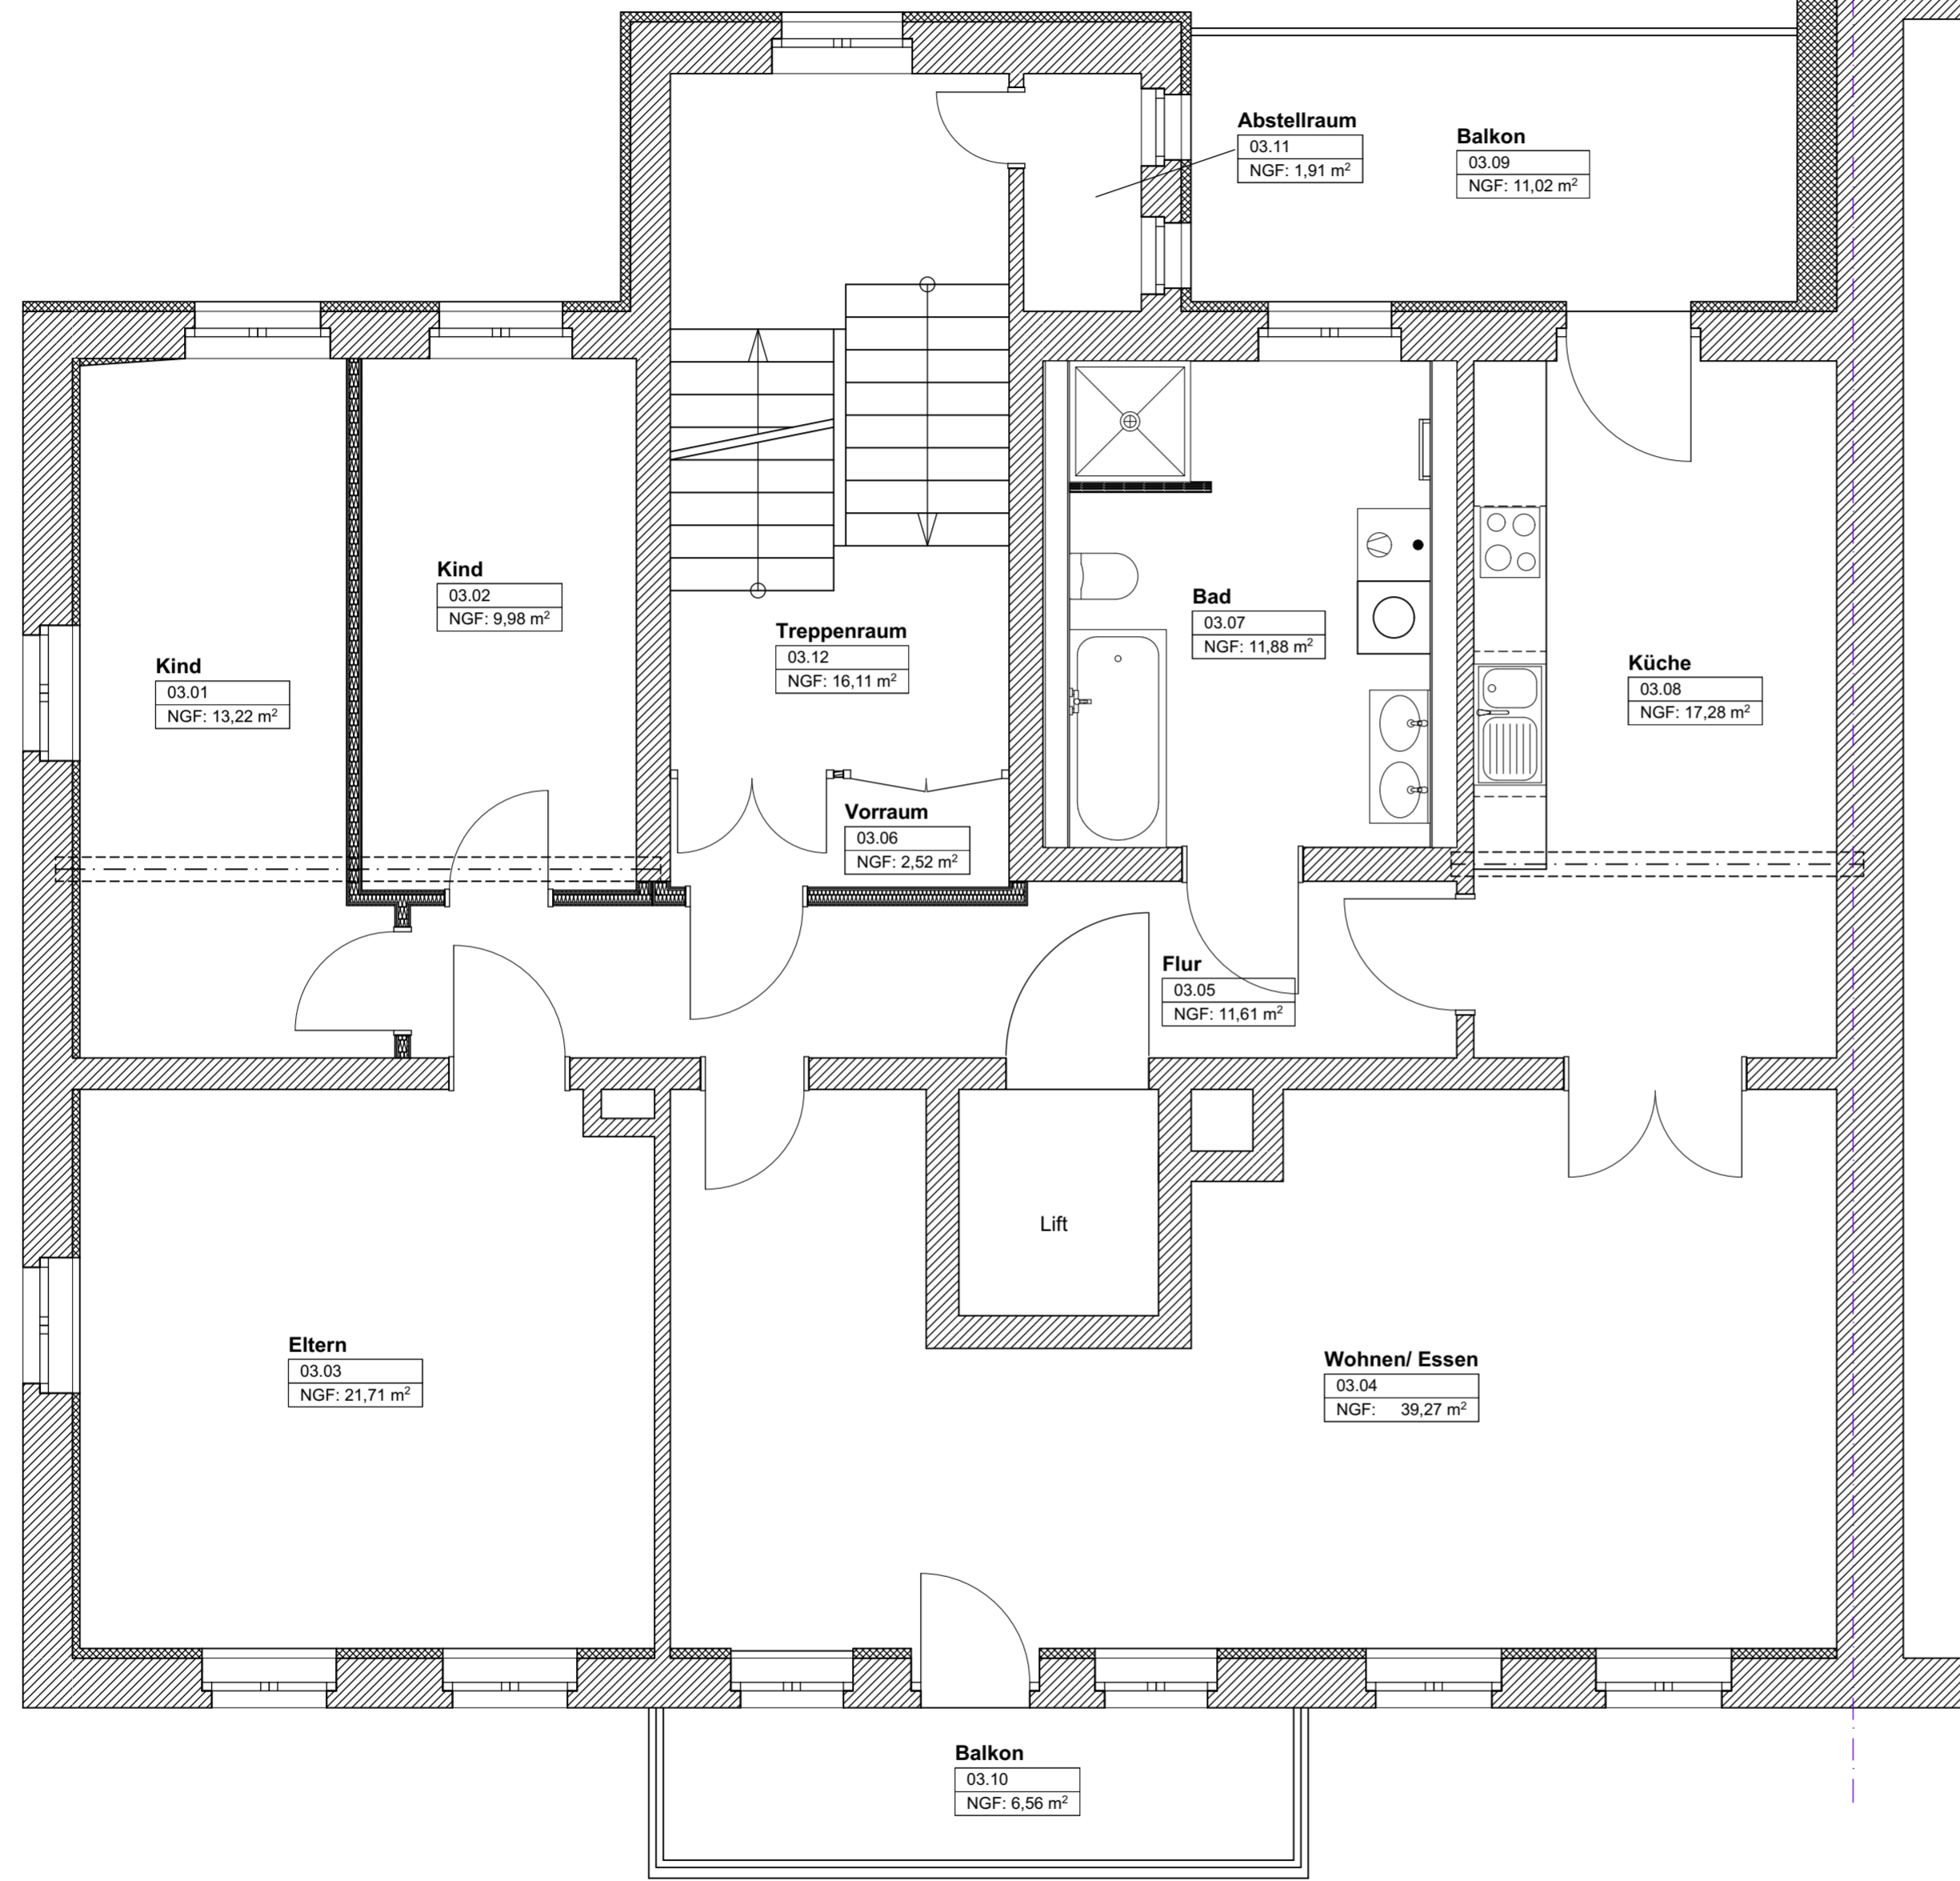 Abstellraum
03.11
NGF: 1,91 m²
Balkon
03.09
NGF: 11,02 m²
Kind
03.02
NGF: 9,98 m²
Kind
03.01
NGF: 13,22 m²
Treppenraum
03.12
NGF: 16,11 m²
Bad
03.07
NGF: 11,88 m²
Küche
03.08
NGF: 17,28 m²
Vorraum
03.06
NGF: 2,52 m²
Flur
03.05
NGF: 11,61 m²
Lift
Eltern
03.03
NGF: 21,71 m²
Wohnen/ Essen
03.04
NGF: 39,27 m²
Balkon
03.10
NGF: 6,56 m²